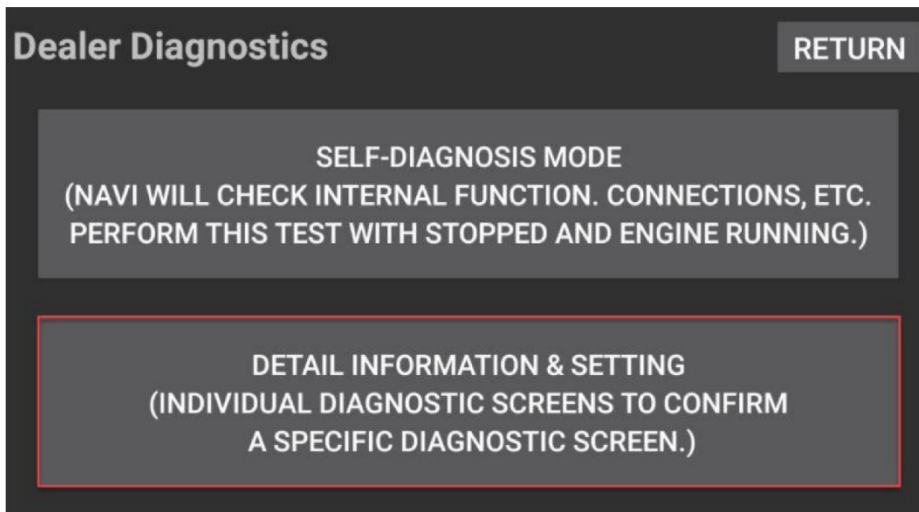 Dealer Diagnostics
RETURN
SELF-DIAGNOSIS MODE
(NAVI WILL CHECK INTERNAL FUNCTION. CONNECTIONS, ETC.
PERFORM THIS TEST WITH STOPPED AND ENGINE RUNNING.)
DETAIL INFORMATION & SETTING
(INDIVIDUAL DIAGNOSTIC SCREENS TO CONFIRM
A SPECIFIC DIAGNOSTIC SCREEN.)